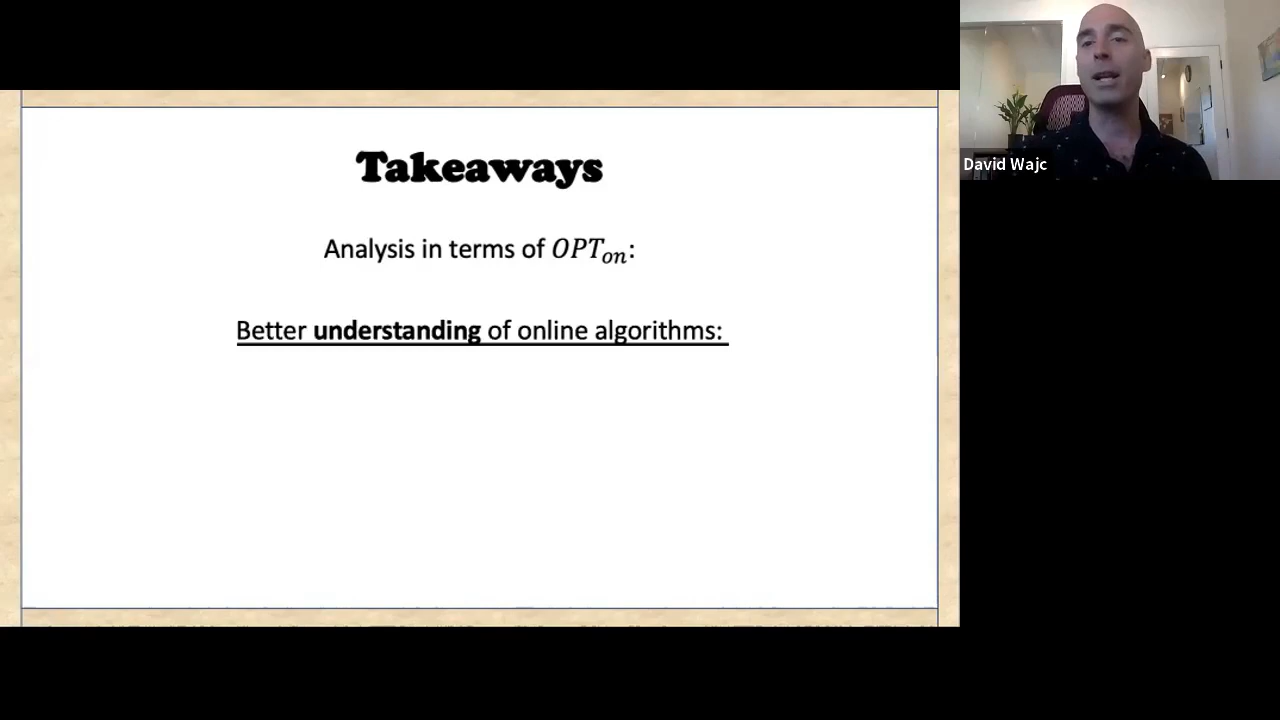 Takeaways
Analysis in terms of OPT_on:
Better understanding of online algorithms:
David Wajc